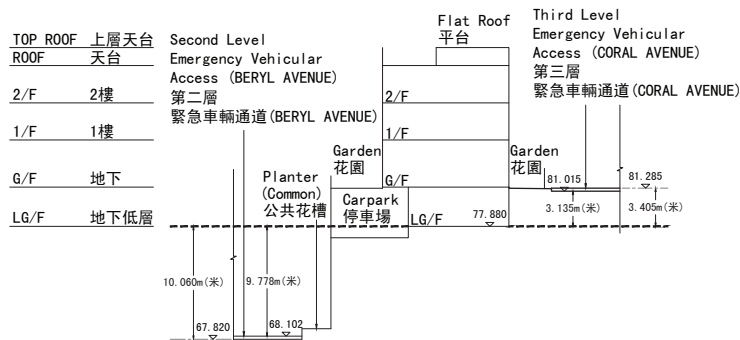 TOP ROOF 上層天台
ROOF 天台
2/F 2樓
1/F 1樓
G/F 地下
LG/F 地下低層
Second Level
Emergency Vehicular
Access (BERYL AVENUE)
第二層
緊急車輛通道(BERYL AVENUE)
Flat Roof
平台
Third Level
Emergency Vehicular
Access (CORAL AVENUE)
第三層
緊急車輛通道(CORAL AVENUE)
2/F
1/F
G/F
LG/F
Garden
花園
Garden
花園
Planter
(Common)
公共花槽
Carpark
停車場
77.880
81.015
81.285
3.135m(米)
3.405m(米)
10.060m(米)
9.778m(米)
67.820
68.102